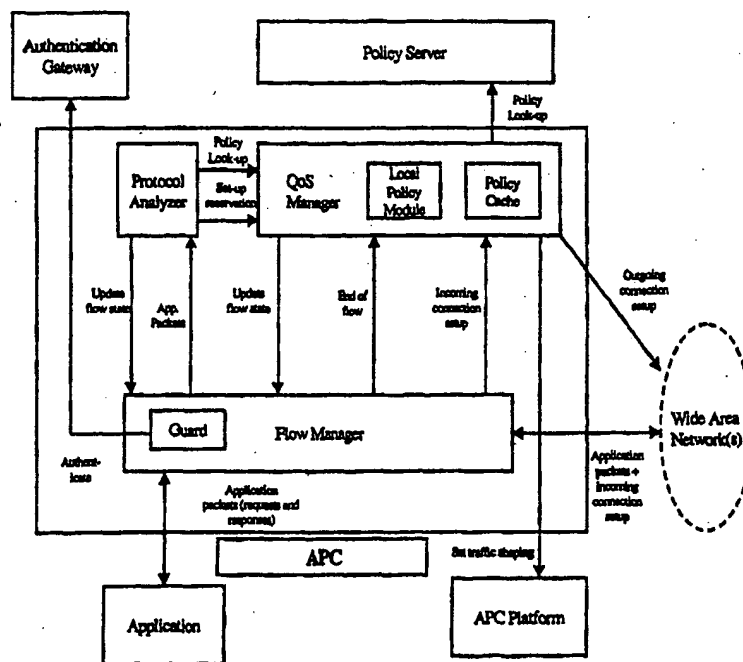 Authentication
Gateway
Policy Server
Policy
Look-up
Policy
Look-up
Protocol
Analyzer
Set-up
reservation
QoS
Manager
Local
Policy
Module
Policy
Cache
Update
flow state
App.
Packets
Update
flow state
End of
flow
Incoming
connection
setup
Outgoing
connection
setup
Guard
Flow Manager
Wide Area
Network(s)
Application
packets (requests and
responses)
Application
packets +
incoming
connection
setup
APC
Set traffic shaping
Application
APC Platform